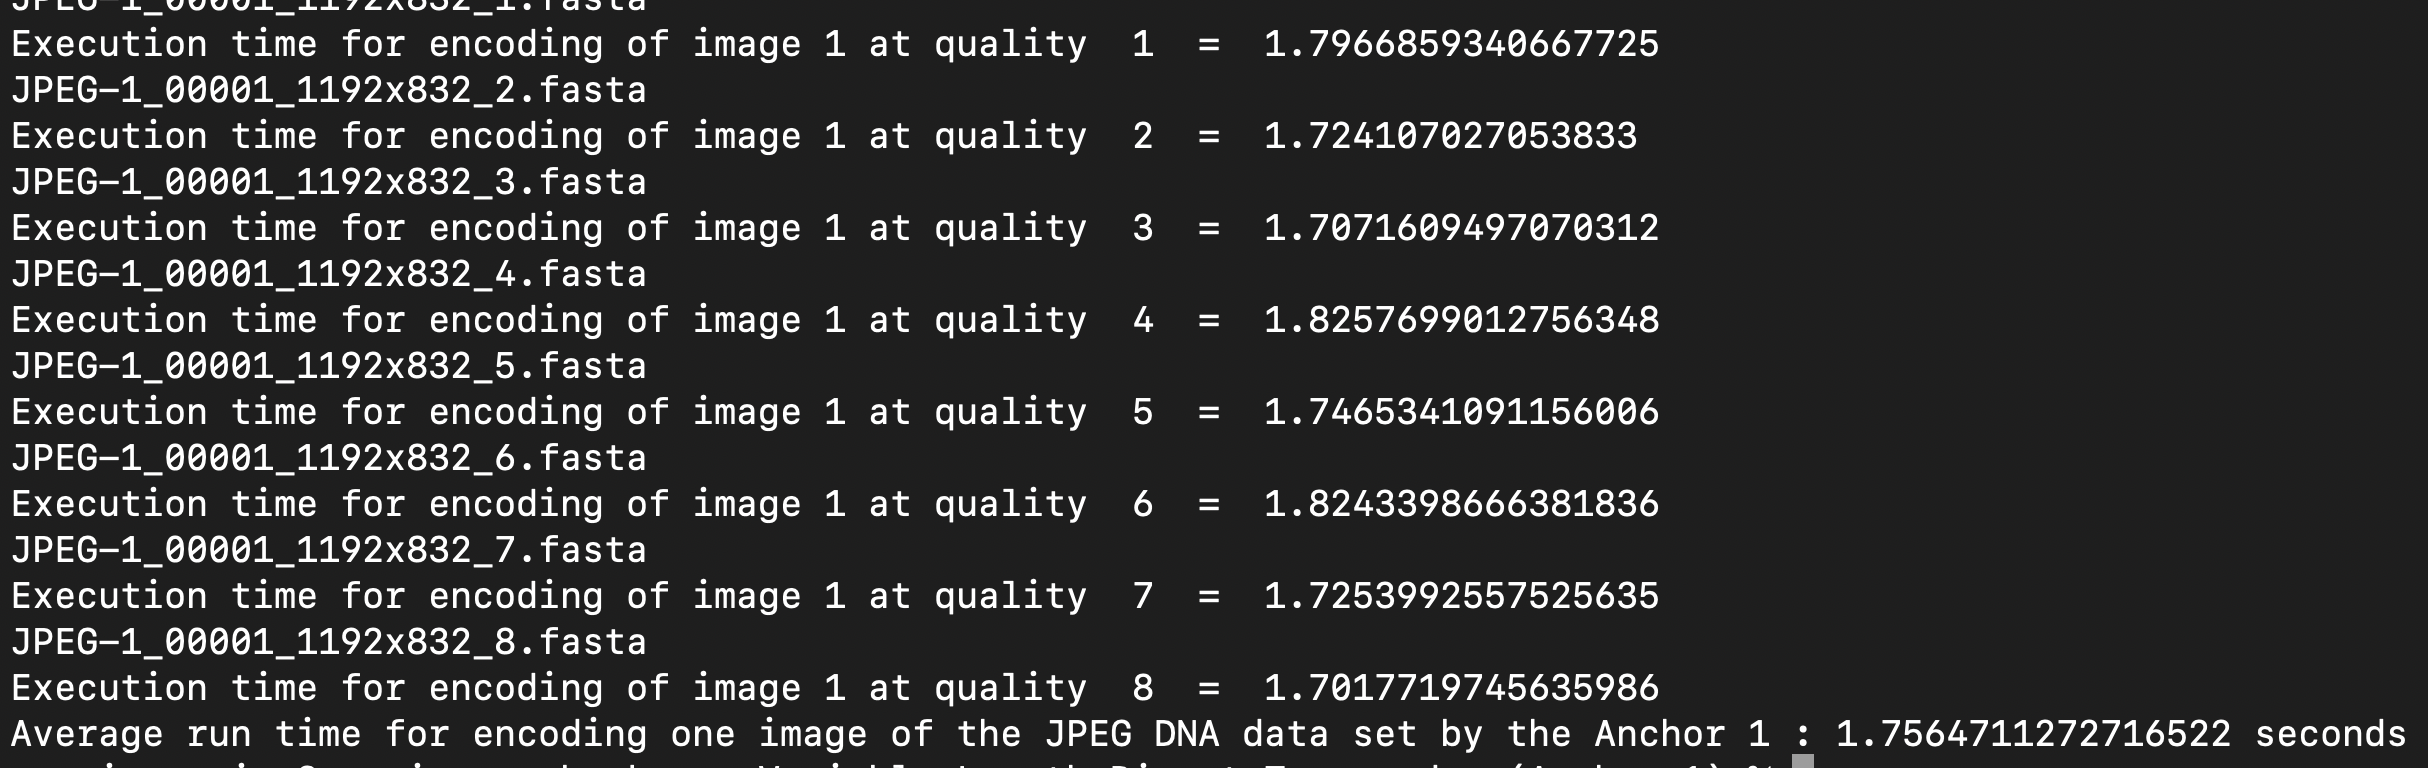 JPEG-1_00001_1192x832_1.fasta
Execution time for encoding of image 1 at quality  1  =  1.7966859340667725
JPEG-1_00001_1192x832_2.fasta
Execution time for encoding of image 1 at quality  2  =  1.724107027053833
JPEG-1_00001_1192x832_3.fasta
Execution time for encoding of image 1 at quality  3  =  1.7071609497070312
JPEG-1_00001_1192x832_4.fasta
Execution time for encoding of image 1 at quality  4  =  1.8257699012756348
JPEG-1_00001_1192x832_5.fasta
Execution time for encoding of image 1 at quality  5  =  1.7465341091156006
JPEG-1_00001_1192x832_6.fasta
Execution time for encoding of image 1 at quality  6  =  1.8243398666381836
JPEG-1_00001_1192x832_7.fasta
Execution time for encoding of image 1 at quality  7  =  1.7253992557525635
JPEG-1_00001_1192x832_8.fasta
Execution time for encoding of image 1 at quality  8  =  1.7017719745635986
Average run time for encoding one image of the JPEG DNA data set by the Anchor 1 : 1.7564711272716522 seconds